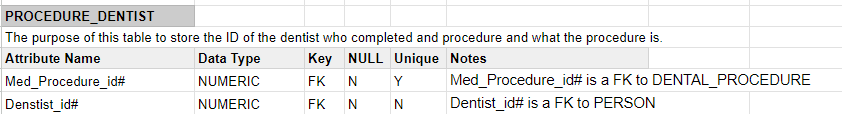 PROCEDURE_DENTIST
The purpose of this table to store the ID of the dentist who completed and procedure and what the procedure is.
Attribute Name Data Type Key NULL Unique Notes
Med_Procedure_id# NUMERIC FK N Y Med_Procedure_id# is a FK to DENTAL_PROCEDURE
Denstist_id# NUMERIC FK N N Dentist_id# is a FK to PERSON